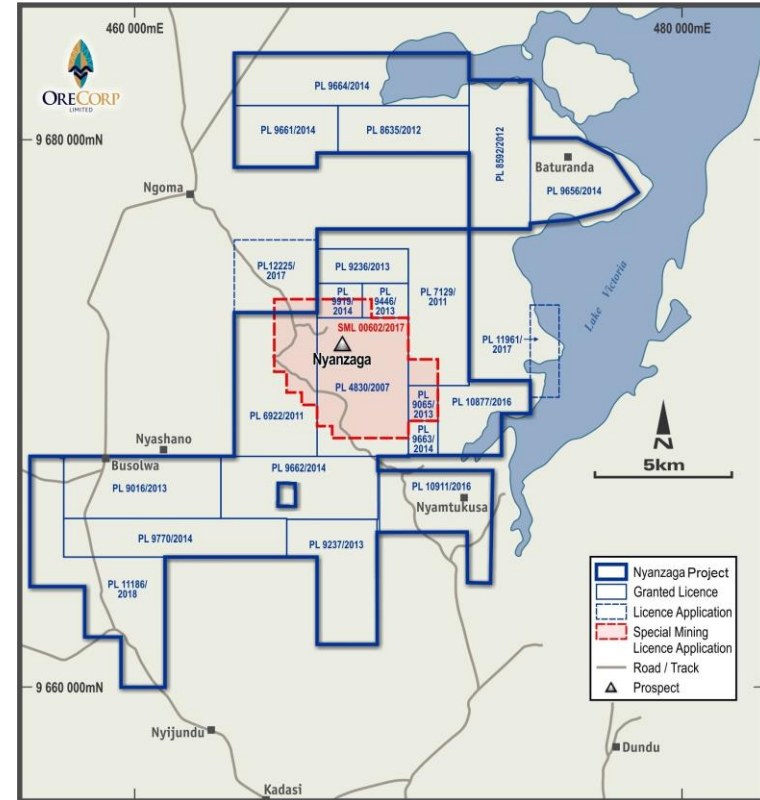 460 000mE
480 000mE
ORECORP
LIMITED
PL 9664/2014
9 680 000mN
PL 9661/2014
PL 8635/2012
PL 8592/2012
Baturanda
PL 9656/2014
Ngoma
PL12225/
2017
PL 9236/2013
PL
9919/
2014
PL
9446/
2013
PL 7129/
2011
Lake Victoria
SML 00602/2017
Nyanzaga
PL 11961/
2017
PL 4830/2007
PL 6922/2011
PL
9065/
2013
PL 10877/2016
PL
9663/
2014
N
5km
Nyashano
Busolwa
PL 9662/2014
PL 9016/2013
PL 10911/2016
Nyamtukusa
PL 9770/2014
PL 9237/2013
PL 11186/
2018
Nyanzaga Project
Granted Licence
Licence Application
Special Mining
Licence Application
Road / Track
Prospect
9 660 000mN
Nyijundu
Dundu
Kadasi